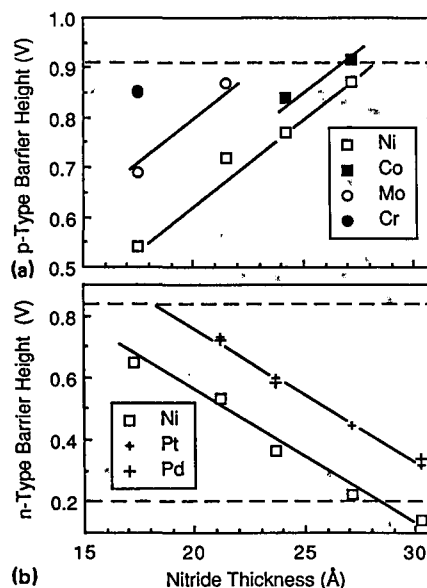 p-Type Barrier Height (V)
1.0
0.9
0.8
0.7
0.6
0.5
Ni
Co
Mo
Cr
(a)
n-Type Barrier Height (V)
0.8
0.6
0.4
0.2
Ni
Pt
Pd
(b)
15
20
25
30
Nitride Thickness (Å)